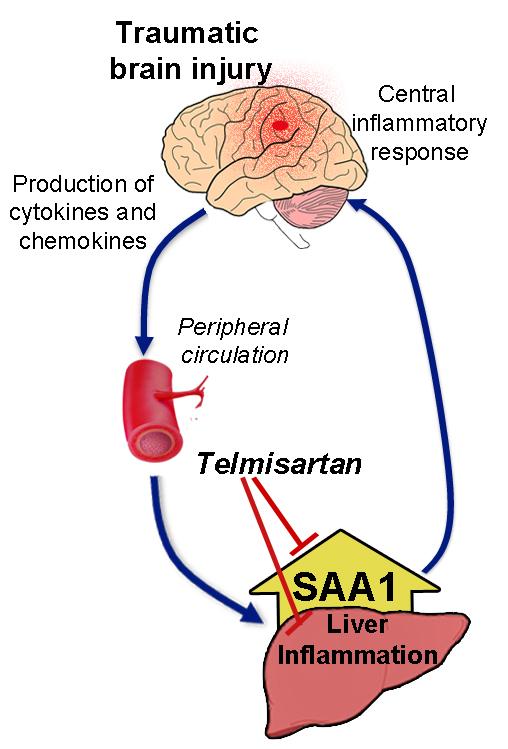 Traumatic
brain injury
Central
inflammatory
response
Production of
cytokines and
chemokines
Peripheral
circulation
Telmisartan
SAA1
Liver
Inflammation